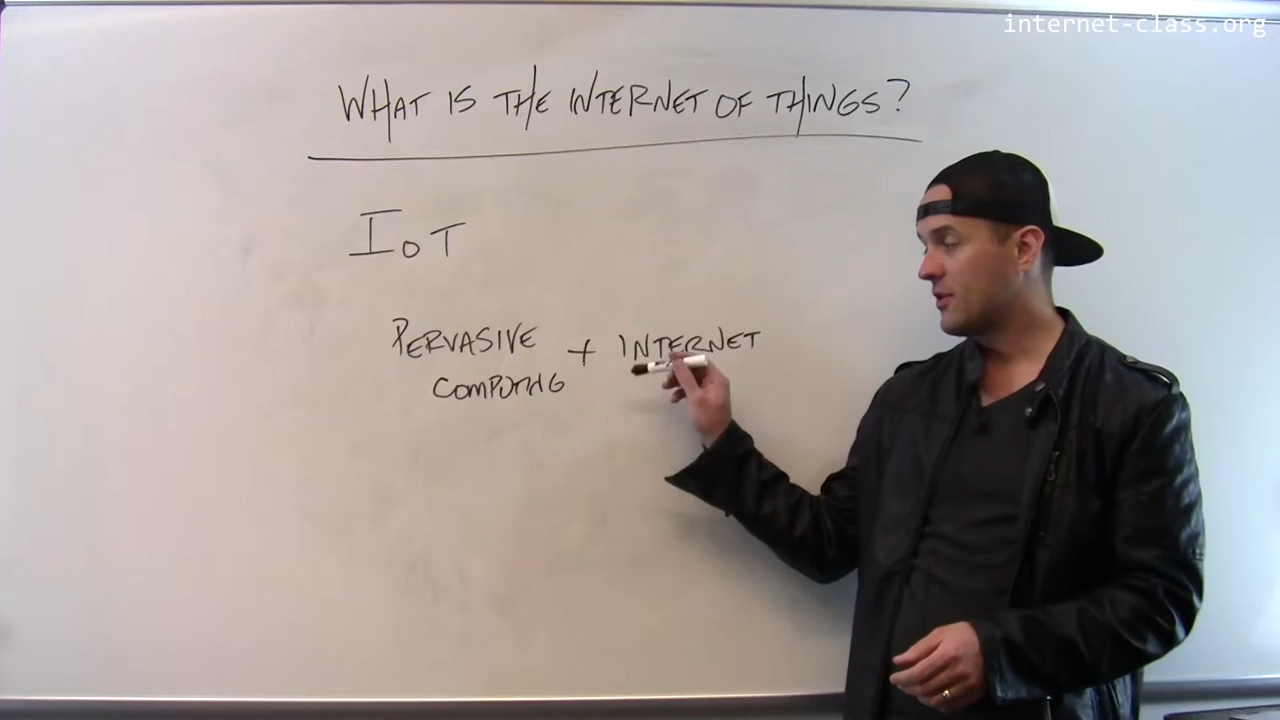 internet-class.org
WHAT IS THE INTERNET OF THINGS?
IoT
PERVASIVE + INTERNET
COMPUTING